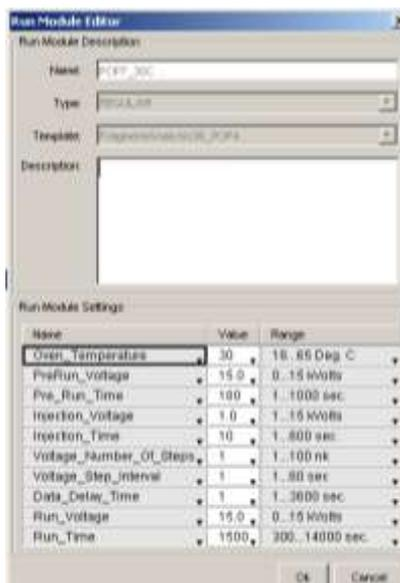 Run Module Editor
Run Module Description
Name
Type
REGULAR
Template
Description
Run Module Settings
Name Value Range
Oven_Temperature 30 18..65 Deg. C
PreRun_Voltage 15.0 0..15 kVolts
Pre_Run_Time 180 1..1000 sec.
Injection_Voltage 1.0 1..15 kVolts
Injection_Time 10 1..600 sec.
Voltage_Number_Of_Steps 1 1..100 nk
Voltage_Step_Interval 1 1..60 sec
Data_Delay_Time 1 1..3600 sec.
Run_Voltage 15.0 0..15 kVolts
Run_Time 1500 300..14000 sec.
Ok Cancel